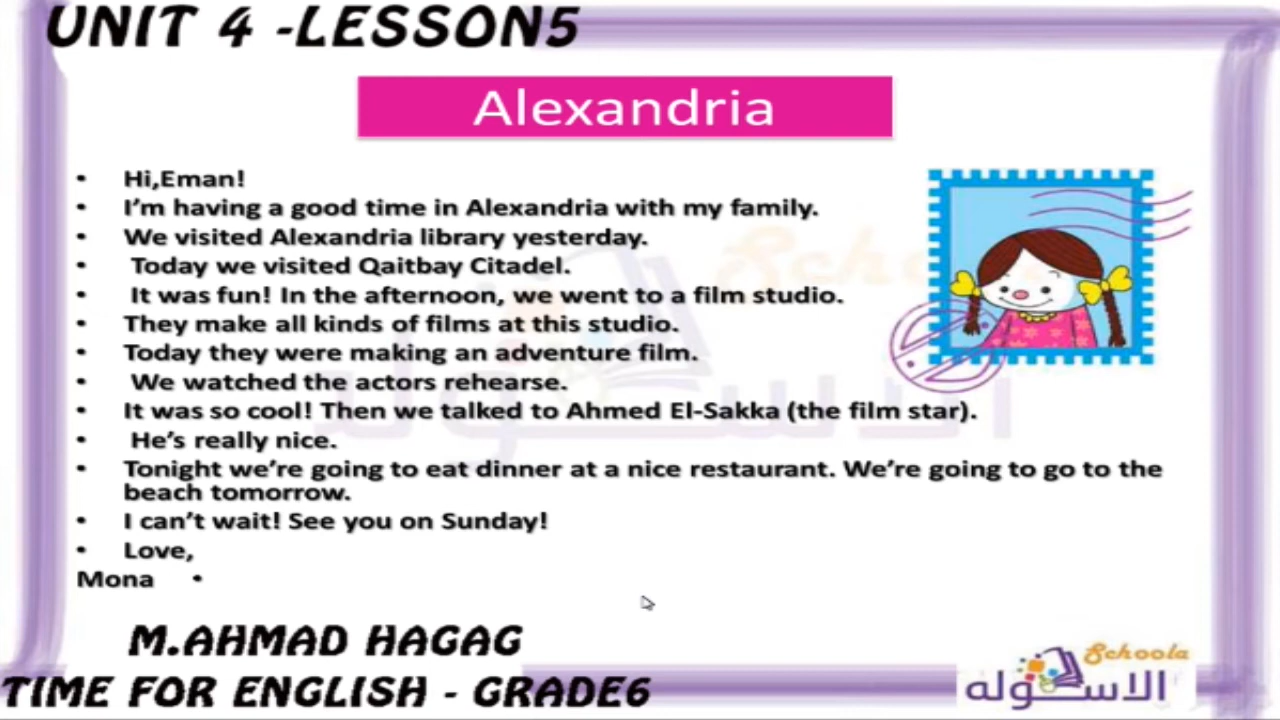 UNIT 4 -LESSON5
Alexandria
• Hi,Eman!
• I'm having a good time in Alexandria with my family.
• We visited Alexandria library yesterday.
• Today we visited Qaitbay Citadel.
• It was fun! In the afternoon, we went to a film studio.
• They make all kinds of films at this studio.
• Today they were making an adventure film.
• We watched the actors rehearse.
• It was so cool! Then we talked to Ahmed El-Sakka (the film star).
• He's really nice.
• Tonight we're going to eat dinner at a nice restaurant. We're going to go to the
beach tomorrow.
• I can't wait! See you on Sunday!
• Love,
Mona •
M.AHMAD HAGAG
TIME FOR ENGLISH - GRADE6
Schoola
الاسكوله